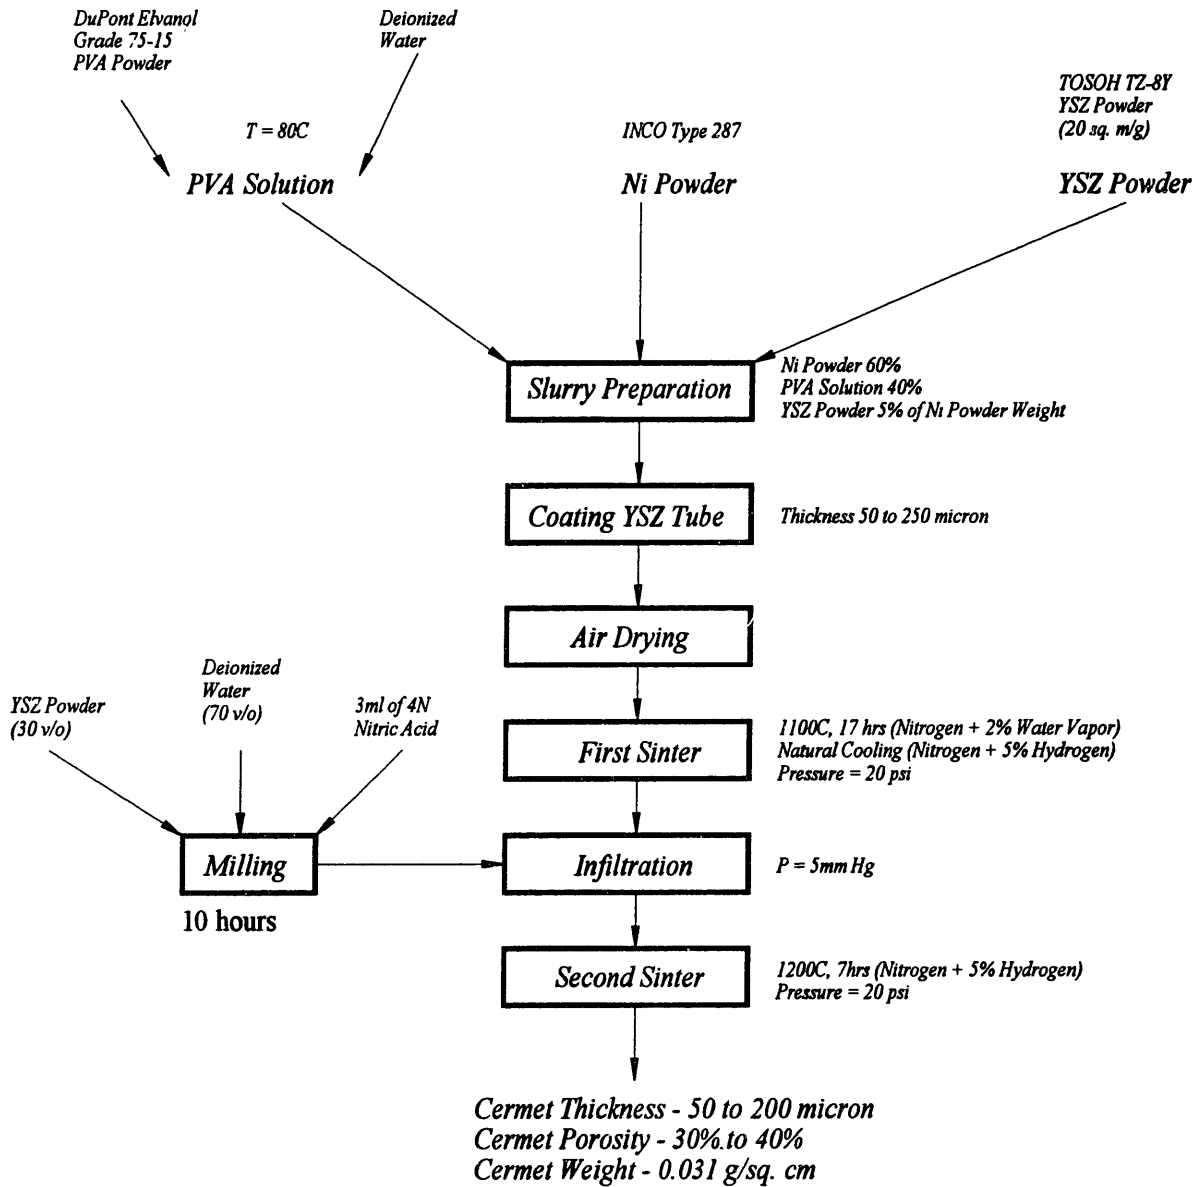 DuPont Elvanol
Grade 75-15
PVA Powder
Deionized
Water
TOSOH TZ-8Y
YSZ Powder
(20 sq. m/g)
T = 80C
INCO Type 287
PVA Solution
Ni Powder
YSZ Powder
Slurry Preparation
Ni Powder 60%
PVA Solution 40%
YSZ Powder 5% of Ni Powder Weight
Coating YSZ Tube
Thickness 50 to 250 micron
Air Drying
YSZ Powder
(30 v/o)
Deionized
Water
(70 v/o)
3ml of 4N
Nitric Acid
First Sinter
1100C, 17 hrs (Nitrogen + 2% Water Vapor)
Natural Cooling (Nitrogen + 5% Hydrogen)
Pressure = 20 psi
Milling
10 hours
Infiltration
P = 5mm Hg
Second Sinter
1200C, 7hrs (Nitrogen + 5% Hydrogen)
Pressure = 20 psi
Cermet Thickness - 50 to 200 micron
Cermet Porosity - 30% to 40%
Cermet Weight - 0.031 g/sq. cm